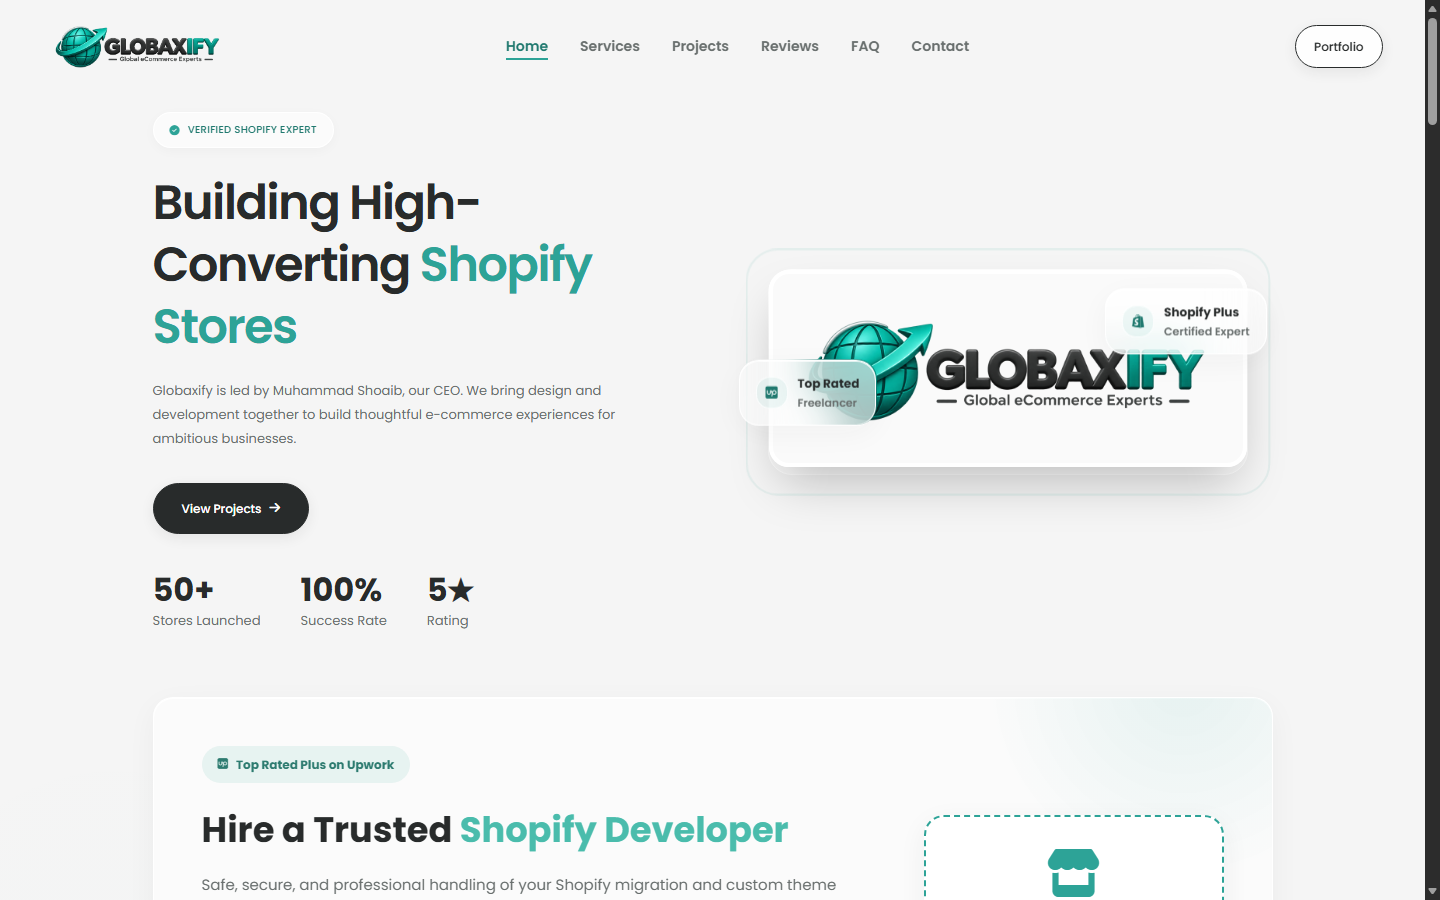 GLOBAXIFY
Global eCommerce Experts
Home
Services
Projects
Reviews
FAQ
Contact
Portfolio
VERIFIED SHOPIFY EXPERT
Building High-
Converting Shopify
Stores
Globaxify is led by Muhammad Shoaib, our CEO. We bring design and
development together to build thoughtful e-commerce experiences for
ambitious businesses.
View Projects
50+
Stores Launched
100%
Success Rate
5★
Rating
Shopify Plus
Certified Expert
up
Top Rated
Freelancer
GLOBAXIFY
Global eCommerce Experts
up
Top Rated Plus on Upwork
Hire a Trusted Shopify Developer
Safe, secure, and professional handling of your Shopify migration and custom theme